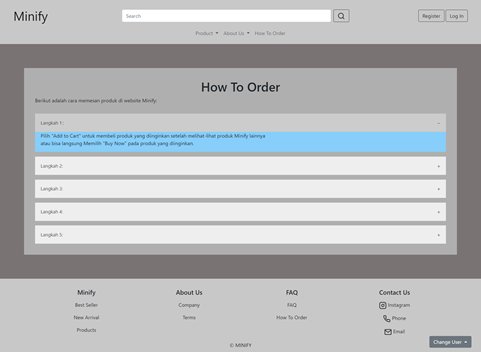 Minify
Search
Register
Log In
Product
About Us
How To Order
How To Order
Berikut adalah cara memesan produk di website Minify:
Langkah 1:
-
Pilih "Add to Cart" untuk membeli produk yang diinginkan setelah melihat-lihat produk Minify lainnya
atau bisa langsung Memilih "Buy Now" pada produk yang diinginkan.
Langkah 2:
+
Langkah 3:
+
Langkah 4:
+
Langkah 5:
+
Minify
Best Seller
New Arrival
Products
About Us
Company
Terms
FAQ
FAQ
How To Order
Contact Us
Instagram
Phone
Email
© MINIFY
Change User